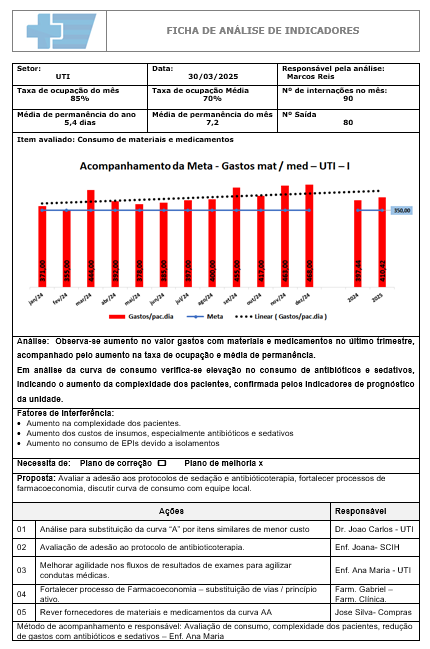 FICHA DE ANÁLISE DE INDICADORES
Setor: Data: Responsável pela análise:
UTI 30/03/2025 Marcos Reis
Taxa de ocupação do mês Taxa de ocupação Média Nº de internações no mês:
85% 70% 90
Média de permanência do ano Média de permanência do mês Nº Saída
5,4 dias 7,2 80
Item avaliado: Consumo de materiais e medicamentos
Acompanhamento da Meta - Gastos mat / med – UTI – I
350,00
jan/24 fev/24 mar/24 abr/24 mai/24 jun/24 jul/24 ago/24 set/24 out/24 nov/24 dez/24 2024 2025
Gastos/pac.dia Meta Linear ( Gastos/pac.dia )
Análise: Observa-se aumento no valor gastos com materiais e medicamentos no último trimestre,
acompanhado pelo aumento na taxa de ocupação e média de permanência.
Em análise da curva de consumo verifica-se elevação no consumo de antibióticos e sedativos,
indicando o aumento da complexidade dos pacientes, confirmada pelos indicadores de prognóstico
da unidade.
Fatores de Interferência:
• Aumento na complexidade dos pacientes.
• Aumento dos custos de insumos, especialmente antibióticos e sedativos
• Aumento no consumo de EPIs devido a isolamentos
Necessita de: Plano de correção Plano de melhoria x
Proposta: Avaliar a adesão aos protocolos de sedação e antibióticoterapia, fortalecer processos de
farmacoeconomia, discutir curva de consumo com equipe local.
Ações Responsável
01 Análise para substituição da curva “A” por itens similares de menor custo Dr. Joao Carlos - UTI
02 Avaliação de adesão ao protocolo de antibioticoterapia. Enf. Joana- SCIH
03 Melhorar agilidade nos fluxos de resultados de exames para agilizar
condutas médicas. Enf. Ana Maria - UTI
04 Fortalecer processo de Farmacoeconomia – substituição de vias / princípio
ativo. Farm. Gabriel –
Farm. Clínica.
05 Rever fornecedores de materiais e medicamentos da curva AA Jose Silva- Compras
Método de acompanhamento e responsável: Avaliação de consumo, complexidade dos pacientes, redução
de gastos com antibióticos e sedativos – Enf. Ana Maria